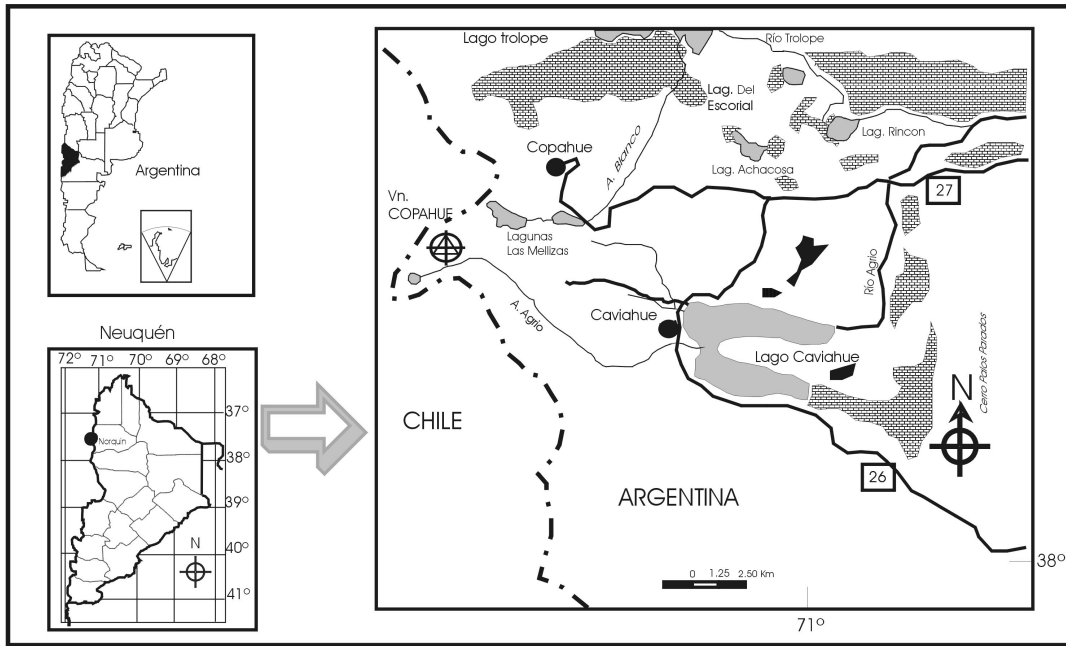 Argentina
Neuquén
72° 71° 70° 69° 68°
37°
38°
39°
40°
41°
Norquin
N
Lago trolope
Río Trolope
Lag. Del
Escorial
Lag. Rincon
Copahue
A. Blanco
Lag. Achacosa
27
Vn.
COPAHUE
Lagunas
Las Mellizas
Río Agrio
A. Agrio
Caviahue
Lago Caviahue
Cerro Palos Parados
N
CHILE
26
ARGENTINA
0 1.25 2.50 Km
38°
71°